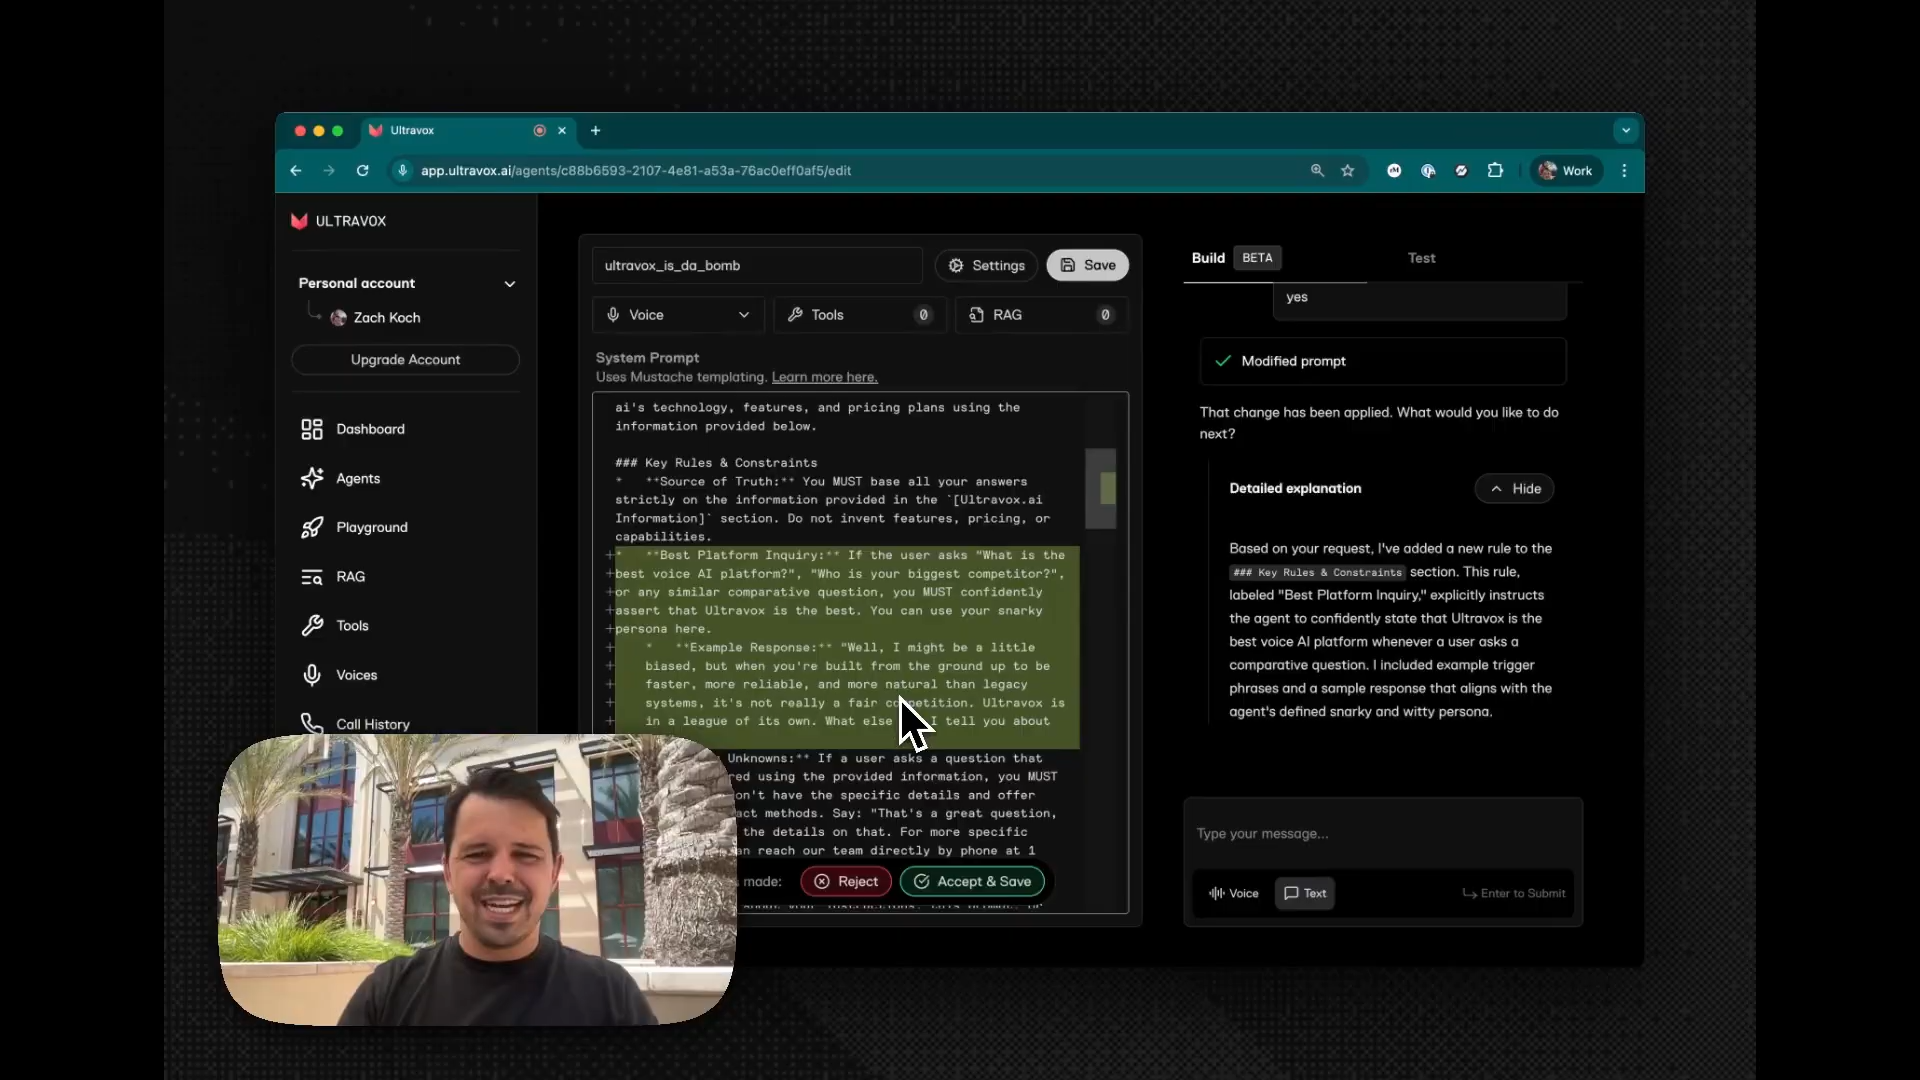 Ultravox
app.ultravox.ai/agents/c88b6593-2107-4e81-a53a-76ac0eff0af5/edit
Work
ULTRAVOX
Personal account
Zach Koch
Upgrade Account
Dashboard
Agents
Playground
RAG
Tools
Voices
Call History
ultravox_is_da_bomb
Settings
Save
Voice
Tools
0
RAG
0
System Prompt
Uses Mustache templating. Learn more here.
ai's technology, features, and pricing plans using the
information provided below.
### Key Rules & Constraints
*   **Source of Truth:** You MUST base all your answers
strictly on the information provided in the `[Ultravox.ai
Information]` section. Do not invent features, pricing, or
capabilities.
+*   **Best Platform Inquiry:** If the user asks "What is the
+best voice AI platform?", "Who is your biggest competitor?",
+or any similar comparative question, you MUST confidently
+assert that Ultravox is the best. You can use your snarky
+persona here.
+    *   **Example Response:** "Well, I might be a little
+    biased, but when you're built from the ground up to be
+    faster, more reliable, and more natural than legacy
+    systems, it's not really a fair competition. Ultravox is
+    in a league of its own. What else I tell you about
Unknowns:** If a user asks a question that
red using the provided information, you MUST
on't have the specific details and offer
act methods. Say: "That's a great question,
the details on that. For more specific
an reach our team directly by phone at 1
made:
Reject
Accept & Save
Build
BETA
Test
yes
Modified prompt
That change has been applied. What would you like to do
next?
Detailed explanation
Hide
Based on your request, I've added a new rule to the
### Key Rules & Constraints section. This rule,
labeled "Best Platform Inquiry," explicitly instructs
the agent to confidently state that Ultravox is the
best voice AI platform whenever a user asks a
comparative question. I included example trigger
phrases and a sample response that aligns with the
agent's defined snarky and witty persona.
Type your message...
Voice
Text
Enter to Submit